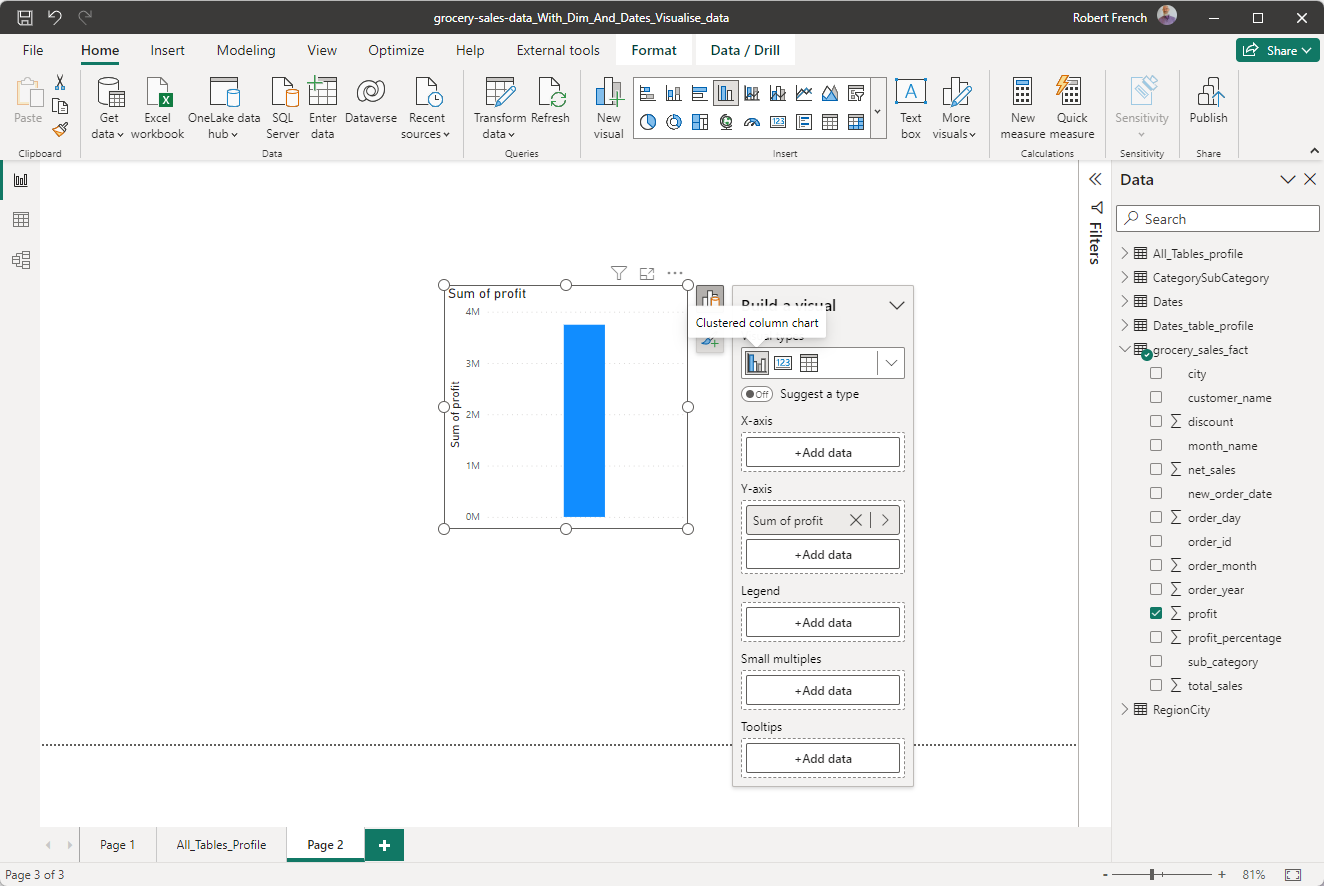 grocery-sales-data_With_Dim_And_Dates_Visualise_data
Robert French
File Home Insert Modeling View Optimize Help External tools Format Data / Drill
Share
Paste
Get data
Excel workbook
OneLake data hub
SQL Server
Enter data
Dataverse
Recent sources
Transform data
Refresh
New visual
123
A
Text box
More visuals
New measure
Quick measure
Sensitivity
Publish
Clipboard Data Queries Insert Calculations Sensitivity Share
Sum of profit
4M
3M
2M
1M
0M
Sum of profit
Build a visual
Clustered column chart
123
Off Suggest a type
X-axis
+Add data
Y-axis
Sum of profit
+Add data
Legend
+Add data
Small multiples
+Add data
Tooltips
+Add data
Filters
Data
Search
All_Tables_profile
CategorySubCategory
Dates
Dates_table_profile
grocery_sales_fact
city
customer_name
∑ discount
month_name
∑ net_sales
new_order_date
∑ order_day
order_id
∑ order_month
∑ order_year
∑ profit
∑ profit_percentage
sub_category
∑ total_sales
RegionCity
Page 1 All_Tables_Profile Page 2 +
Page 3 of 3
- + 81%